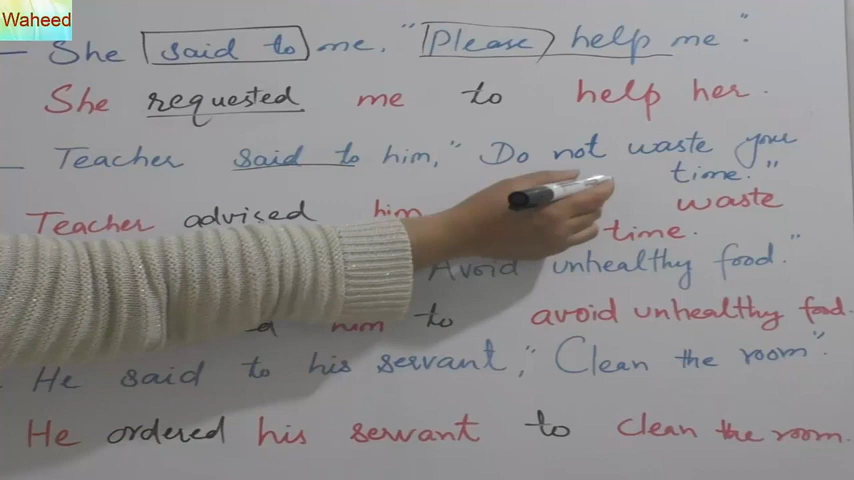 Waheed
— She said to me, "Please help me".
She requested me to help her.
— Teacher said to him, "Do not waste your
time."
Teacher advised him waste
time.
Avoid unhealthy food."
him to avoid unhealthy food.
He said to his servant, "Clean the room".
He ordered his servant to clean the room.